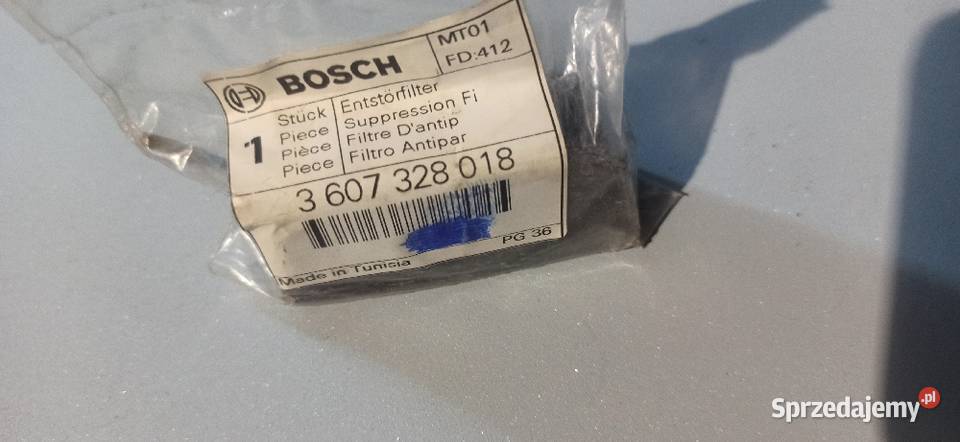 BOSCH
MT01
FD:412
1
Stück
Piece
Pièce
Piece
Entstörfilter
Suppression Fi
Filtre D'antip
Filtro Antipar
3 607 328 018
PG 36
Made in Tunisia
Sprzedajemy.pl